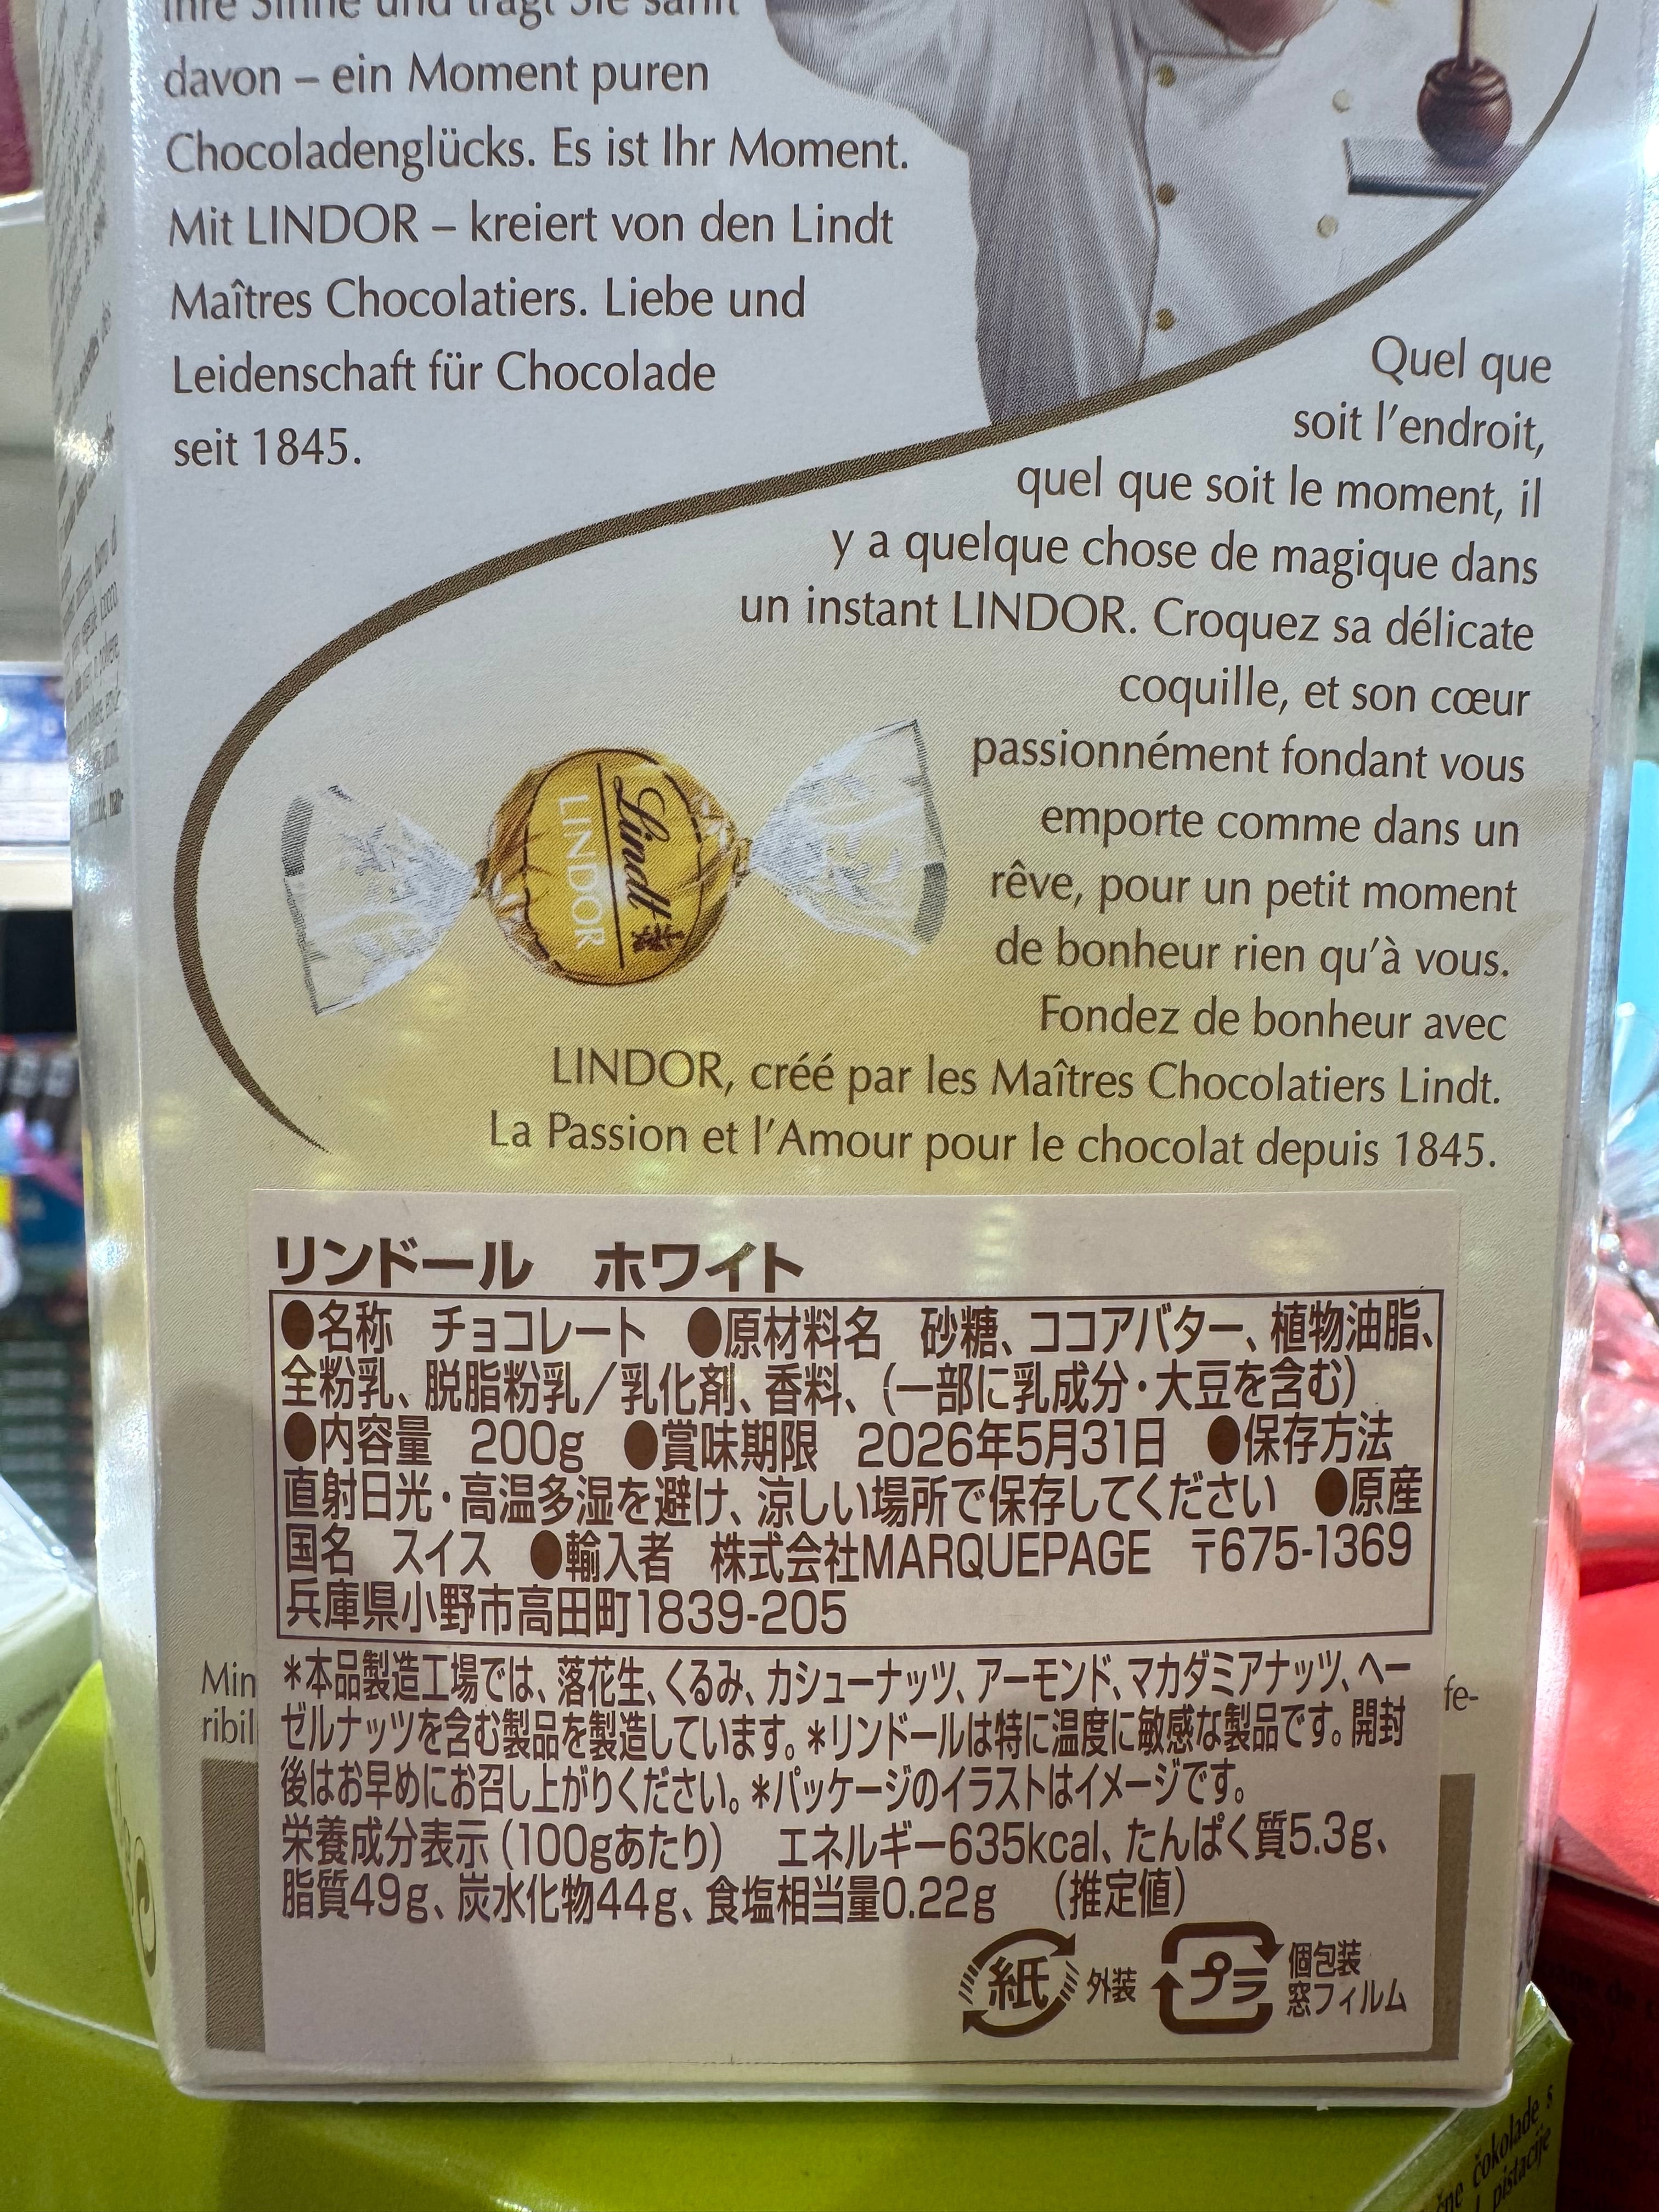 Ihre Sinne und trägt Sie sanft
davon – ein Moment puren
Chocoladenglücks. Es ist Ihr Moment.
Mit LINDOR – kreiert von den Lindt
Maîtres Chocolatiers. Liebe und
Leidenschaft für Chocolade
seit 1845.
Quel que
soit l'endroit,
quel que soit le moment, il
y a quelque chose de magique dans
un instant LINDOR. Croquez sa délicate
coquille, et son cœur
passionnément fondant vous
emporte comme dans un
rêve, pour un petit moment
de bonheur rien qu'à vous.
Fondez de bonheur avec
LINDOR, créé par les Maîtres Chocolatiers Lindt.
La Passion et l'Amour pour le chocolat depuis 1845.
Lindt
LINDOR
リンドール ホワイト
●名称 チョコレート ●原材料名 砂糖、ココアバター、植物油脂、
全粉乳、脱脂粉乳/乳化剤、香料、(一部に乳成分・大豆を含む)
●内容量 200g ●賞味期限 2026年5月31日 ●保存方法
直射日光・高温多湿を避け、涼しい場所で保存してください ●原産
国名 スイス ●輸入者 株式会社MARQUEPAGE 〒675-1369
兵庫県小野市高田町1839-205
Min
ribil
fe-
*本品製造工場では、落花生、くるみ、カシューナッツ、アーモンド、マカダミアナッツ、ヘー
ゼルナッツを含む製品を製造しています。*リンドールは特に温度に敏感な製品です。開封
後はお早めにお召し上がりください。*パッケージのイラストはイメージです。
栄養成分表示(100gあたり) エネルギー635kcal、たんぱく質5.3g、
脂質49g、炭水化物44g、食塩相当量0.22g (推定値)
紙 外装 プラ 個包装
窓フィルム
čokolade s
pistacije